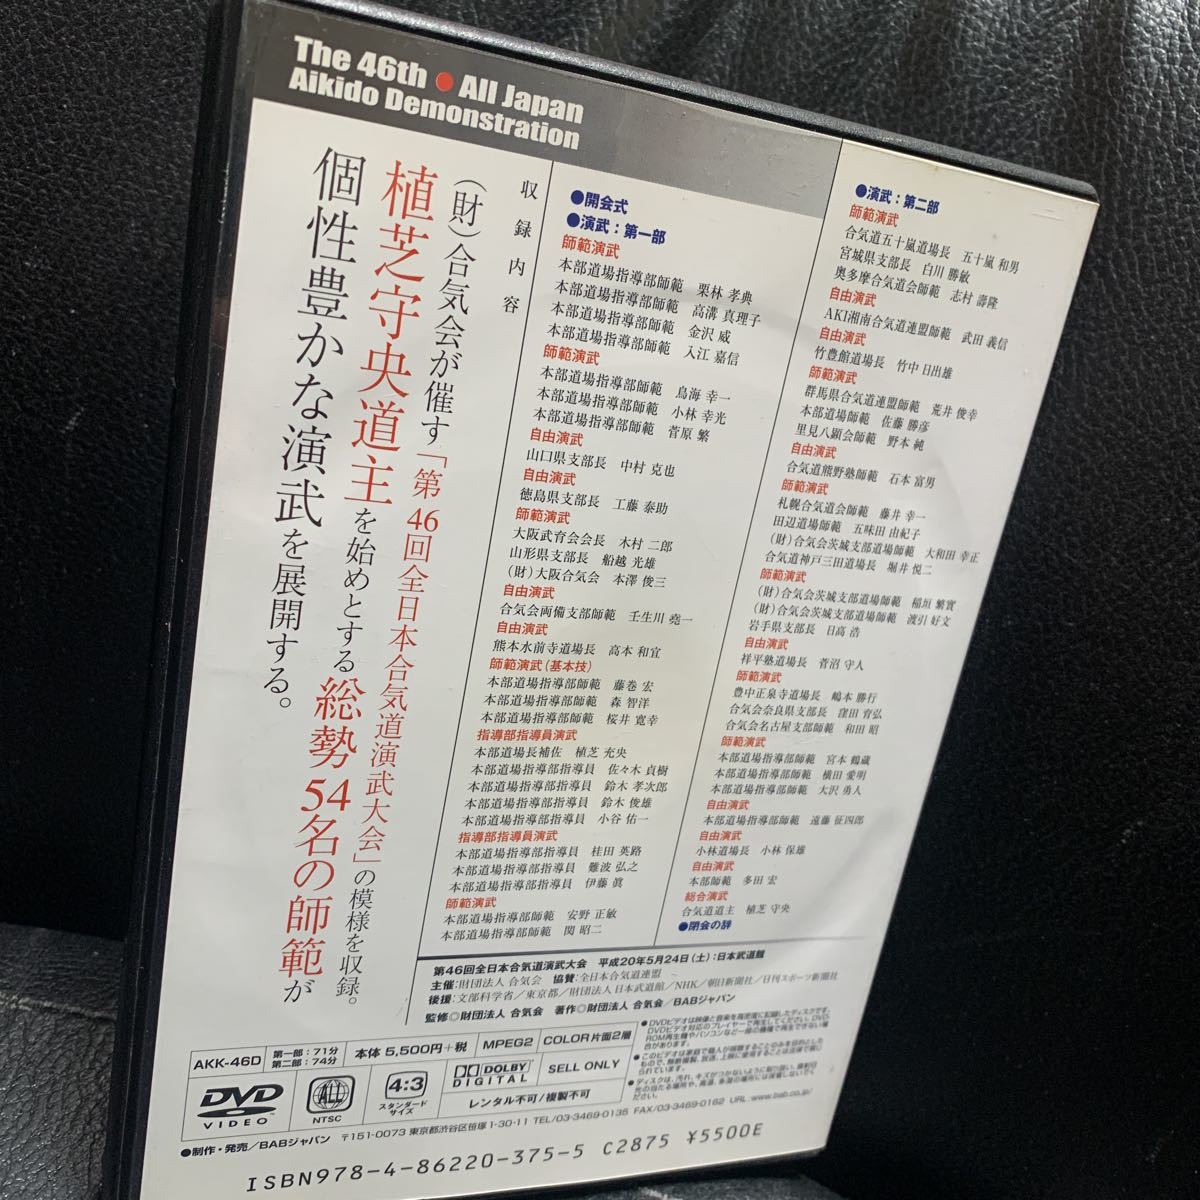 The 46th ● All Japan
Aikido Demonstration
(財)合気会が催す「第46回全日本合気道演武大会」の模様を収録。
植芝守央道主を始めとする総勢54名の師範が
個性豊かな演武を展開する。
収録内容
●開会式
●演武：第一部
師範演武
本部道場指導部師範 栗林 孝典
本部道場指導部師範 高溝 真理子
本部道場指導部師範 金沢 威
本部道場指導部師範 入江 嘉信
師範演武
本部道場指導部師範 鳥海 幸一
本部道場指導部師範 小林 幸光
本部道場指導部師範 菅原 繁
自由演武
山口県支部長 中村 克也
自由演武
徳島県支部長 工藤 泰助
師範演武
大阪武育会会長 木村 二郎
山形県支部長 船越 光雄
(財)大阪合気会 本澤 俊三
自由演武
合気会両備支部師範 壬生川 堯一
自由演武
熊本水前寺道場長 高本 和宜
師範演武(基本技)
本部道場指導部師範 藤巻 宏
本部道場指導部師範 森 智洋
本部道場指導部師範 桜井 寛幸
指導部指導員演武
本部道場長補佐 植芝 充央
本部道場指導部指導員 佐々木 貞樹
本部道場指導部指導員 鈴木 孝次郎
本部道場指導部指導員 鈴木 俊雄
本部道場指導部指導員 小谷 佑一
指導部指導員演武
本部道場指導部指導員 桂田 英路
本部道場指導部指導員 難波 弘之
本部道場指導部指導員 伊藤 眞
師範演武
本部道場指導部師範 安野 正敏
本部道場指導部師範 関 昭二
●演武：第二部
師範演武
合気道五十嵐道場長 五十嵐 和男
宮城県支部長 白川 勝敏
奥多摩合気道会師範 志村 壽隆
自由演武
AKI湘南合気道連盟師範 武田 義信
自由演武
竹豊館道場長 竹中 日出雄
師範演武
群馬県合気道連盟師範 荒井 俊幸
本部道場師範 佐藤 勝彦
里見八顕会師範 野本 純
自由演武
合気道熊野塾師範 石本 富男
師範演武
札幌合気道会師範 藤井 幸一
田辺道場師範 五味田 由紀子
(財)合気会茨城支部道場師範 大和田 幸正
合気道神戸三田道場長 堀井 悦二
師範演武
(財)合気会茨城支部道場師範 稲垣 繁實
(財)合気会茨城支部道場師範 渡引 好文
岩手県支部長 日高 浩
自由演武
祥平塾道場長 菅沼 守人
師範演武
豊中正泉寺道場長 嶋本 勝行
合気会奈良県支部長 窪田 育弘
合気会名古屋支部師範 和田 昭
師範演武
本部道場指導部師範 宮本 鶴蔵
本部道場指導部師範 横田 愛明
本部道場指導部師範 大沢 勇人
自由演武
本部道場指導部師範 遠藤 征四郎
自由演武
小林道場長 小林 保雄
自由演武
本部師範 多田 宏
総合演武
合気道道主 植芝 守央
●閉会の辞
第46回全日本合気道演武大会 平成20年5月24日(土)：日本武道館
主催：財団法人 合気会 協賛：全日本合気道連盟
後援：文部科学省／東京都／財団法人日本武道館／NHK／朝日新聞社／日刊スポーツ新聞社
監修◎財団法人 合気会 著作◎財団法人 合気会／BABジャパン
AKK-46D
第一部：71分
第二部：74分
本体 5,500円＋税
MPEG2
COLOR片面2層
DVD
VIDEO
ALL
NTSC
4:3
スタンダード
サイズ
DOLBY
DIGITAL
SELL ONLY
レンタル不可/複製不可
●制作・発売／BABジャパン 〒151-0073 東京都渋谷区笹塚1-30-11 TEL/03-3469-0135 FAX/03-3469-0162 URL www.bab.co.jp/
ISBN978-4-86220-375-5 C2875 ¥5500E